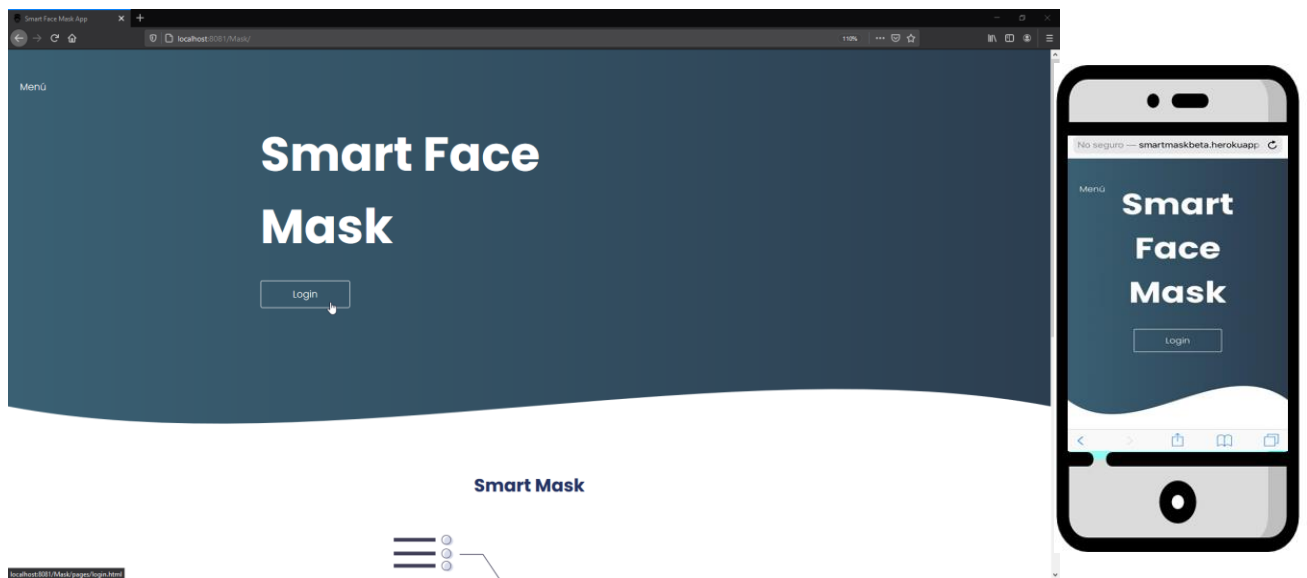 Smart Face Mask App
localhost:8081/Mask/
110%
Menú
Smart Face
Mask
Login
Smart Mask
localhost:8081/Mask/pages/login.html
No seguro — smartmaskbeta.herokuapp
Menú
Smart
Face
Mask
Login